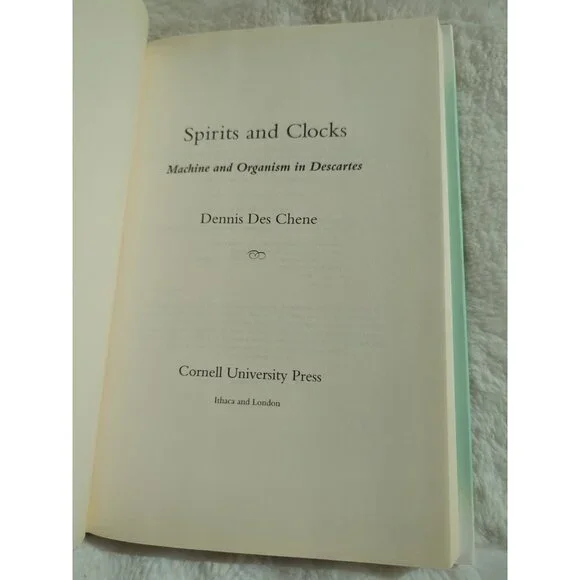 Spirits and Clocks
Machine and Organism in Descartes
Dennis Des Chene
Cornell University Press
Ithaca and London